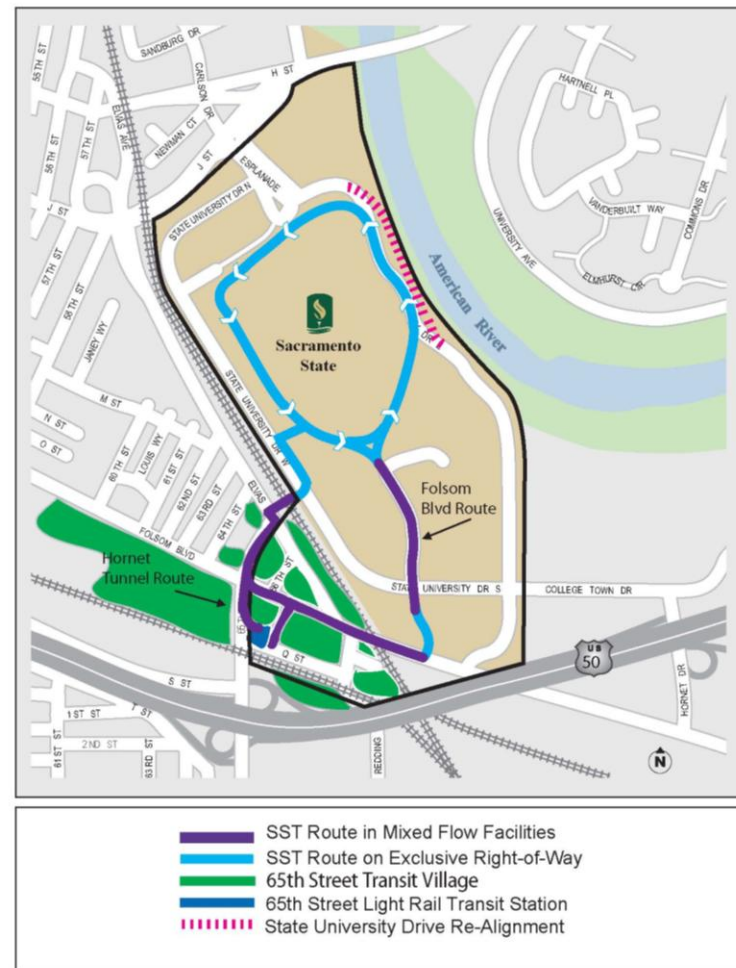 SANDBURG DR
CARLSON DR
H ST
55TH ST
56TH ST
57TH ST
ELVAS AVE
NEWMAN CT
J ST
ESPLANADE
STATE UNIVERSITY DR N
HARTNELL PL
VANDERBUILT WAY
COMMONS DR
ELMHURST CIR
UNIVERSITY AVE
American River
J ST
57TH ST
56TH ST
JANEY WY
Sacramento
State
DR
M ST
N ST
O ST
60TH ST
LOUIS WY
61ST ST
62ND ST
63RD ST
64TH ST
STATE UNIVERSITY DR W
ELVAS
Folsom
Blvd Route
FOLSOM BLVD
Hornet
Tunnel Route
66TH ST
65TH
STATE UNIVERSITY DR S
COLLEGE TOWN DR
Q ST
US
50
S ST
HORNET DR
1ST ST
T ST
2ND ST
61ST ST
63RD ST
REDDING
N
SST Route in Mixed Flow Facilities
SST Route on Exclusive Right-of-Way
65th Street Transit Village
65th Street Light Rail Transit Station
State University Drive Re-Alignment